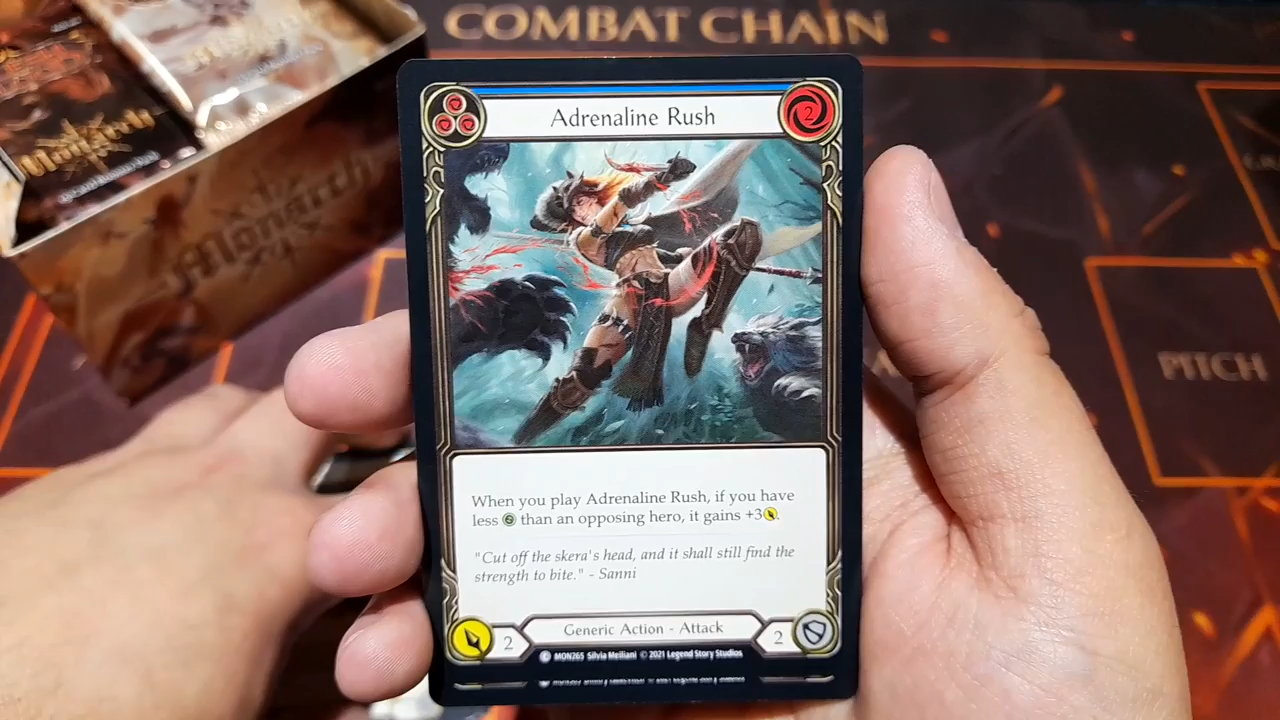 COMBAT CHAIN
Monarch
Monarch
Adrenaline Rush
2
When you play Adrenaline Rush, if you have
less than an opposing hero, it gains +3.
"Cut off the skera's head, and it shall still find the
strength to bite." - Sanni
2
Generic Action - Attack
2
C MON265 Silvia Meiliani © 2021 Legend Story Studios
PITCH